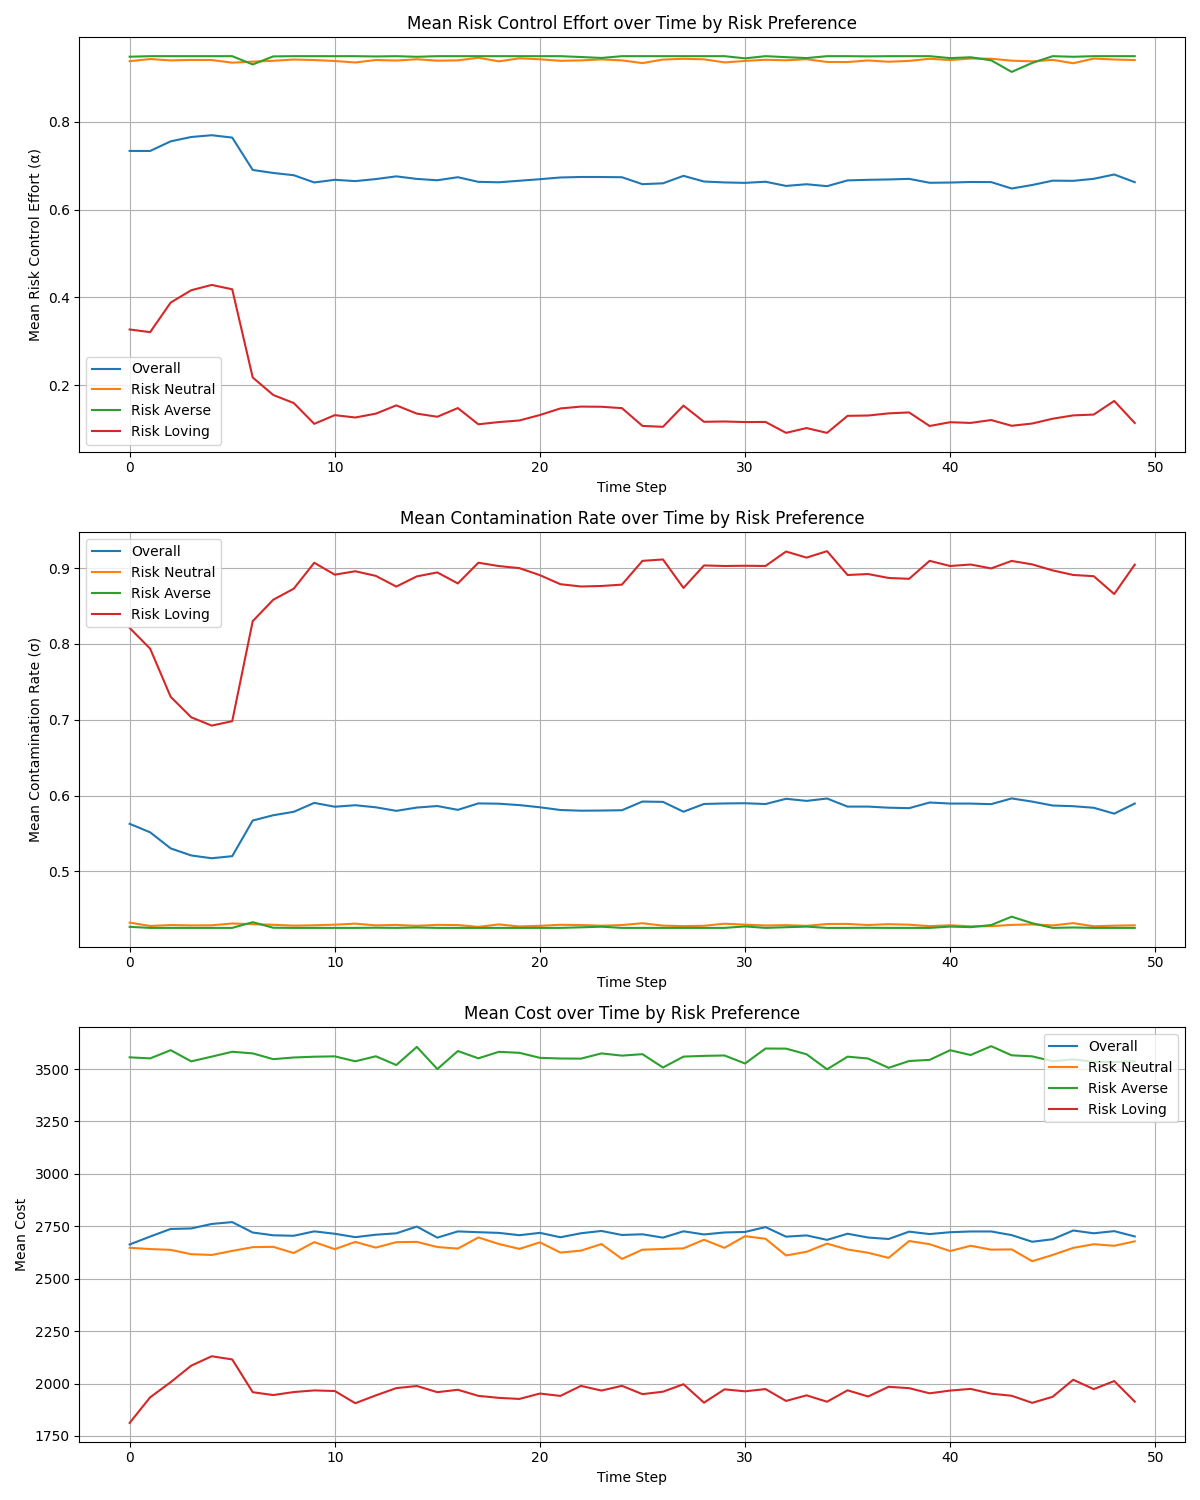 Mean Risk Control Effort over Time by Risk Preference
Mean Risk Control Effort (α)
0.8
0.6
0.4
0.2
Overall
Risk Neutral
Risk Averse
Risk Loving
0 10 20 30 40 50
Time Step
Mean Contamination Rate over Time by Risk Preference
Mean Contamination Rate (σ)
0.9
0.8
0.7
0.6
0.5
Overall
Risk Neutral
Risk Averse
Risk Loving
0 10 20 30 40 50
Time Step
Mean Cost over Time by Risk Preference
Mean Cost
3500
3250
3000
2750
2500
2250
2000
1750
Overall
Risk Neutral
Risk Averse
Risk Loving
0 10 20 30 40 50
Time Step